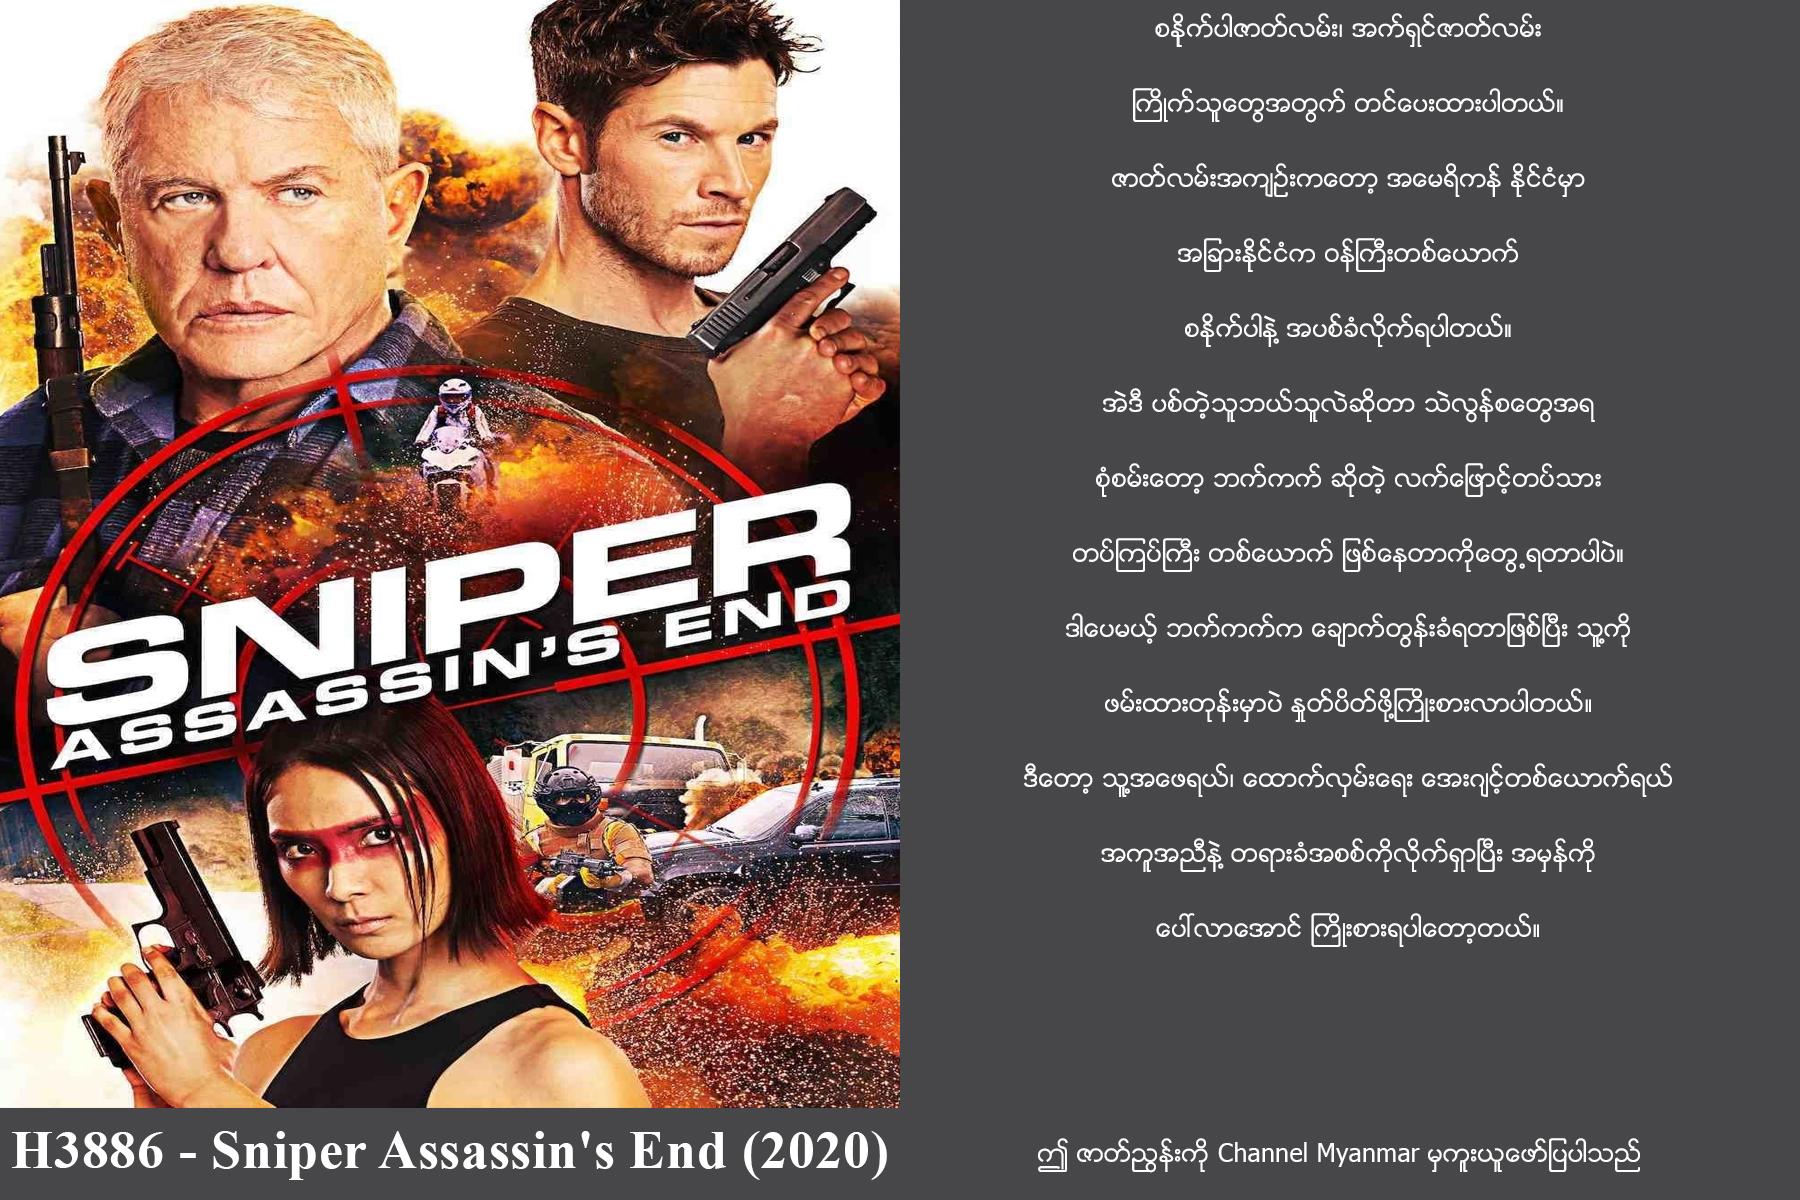 SNIPER
ASSASSIN'S END
H3886 - Sniper Assassin's End (2020)
စနိုက်ပါဇာတ်လမ်း၊ အက်ရှင်ဇာတ်လမ်း
ကြိုက်သူတွေအတွက် တင်ပေးထားပါတယ်။
ဇာတ်လမ်းအကျဉ်းကတော့ အမေရိကန် နိုင်ငံမှာ
အခြားနိုင်ငံက ဝန်ကြီးတစ်ယောက်
စနိုက်ပါနဲ့ အပစ်ခံလိုက်ရပါတယ်။
အဲဒီ ပစ်တဲ့သူဘယ်သူလဲဆိုတာ သဲလွန်စတွေအရ
စုံစမ်းတော့ ဘက်ကက် ဆိုတဲ့ လက်ဖြောင့်တပ်သား
တပ်ကြပ်ကြီး တစ်ယောက် ဖြစ်နေတာကိုတွေ့ရတာပါပဲ။
ဒါပေမယ့် ဘက်ကက်က ချောက်တွန်းခံရတာဖြစ်ပြီး သူ့ကို
ဖမ်းထားတုန်းမှာပဲ နှုတ်ပိတ်ဖို့ကြိုးစားလာပါတယ်။
ဒီတော့ သူ့အဖေရယ်၊ ထောက်လှမ်းရေး အေးဂျင့်တစ်ယောက်ရယ်
အကူအညီနဲ့ တရားခံအစစ်ကိုလိုက်ရှာပြီး အမှန်ကို
ပေါ်လာအောင် ကြိုးစားရပါတော့တယ်။
ဤ ဇာတ်ညွန်းကို Channel Myanmar မှကူးယူဖော်ပြပါသည်